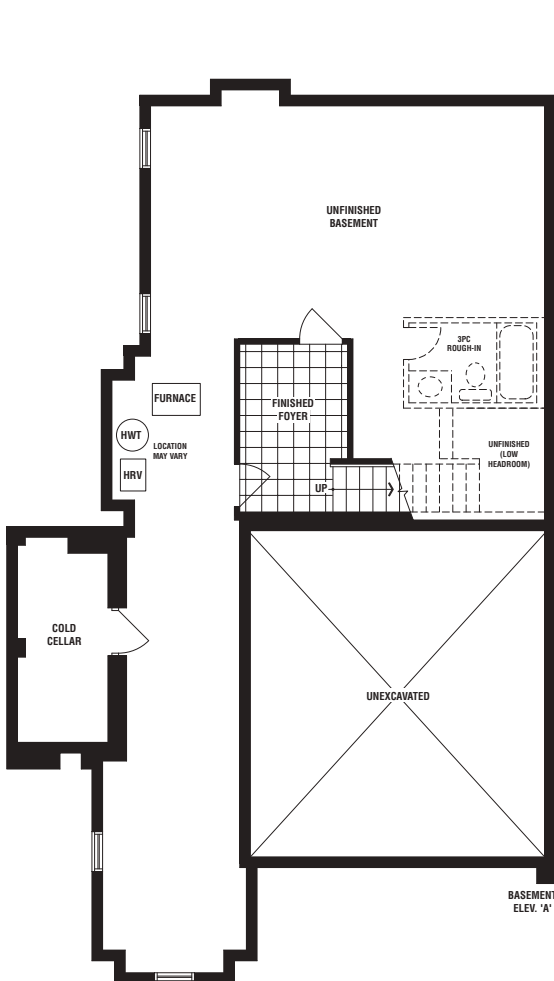 UNFINISHED
BASEMENT
3PC
ROUGH-IN
FURNACE
FINISHED
FOYER
HWT
LOCATION
MAY VARY
HRV
UNFINISHED
(LOW
HEADROOM)
UP
COLD
CELLAR
UNEXCAVATED
BASEMENT
ELEV. 'A'